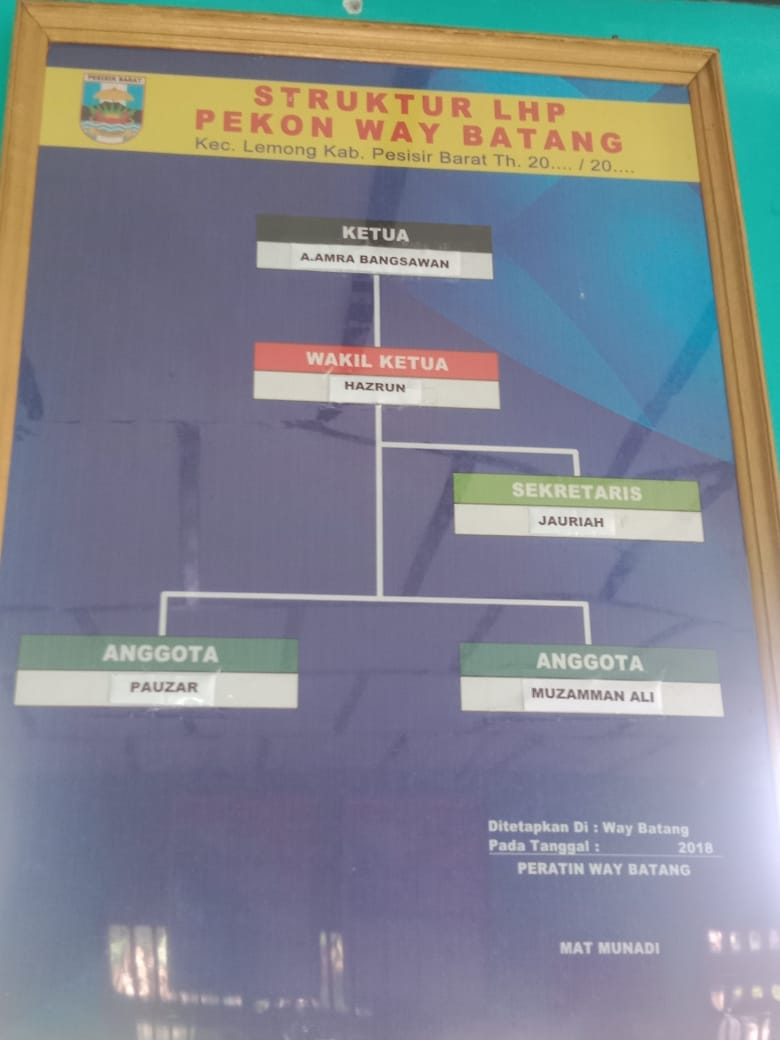 PESISIR BARAT
STRUKTUR LHP
PEKON WAY BATANG
Kec. Lemong Kab. Pesisir Barat Th. 20.... / 20....
KETUA
A.AMRA BANGSAWAN
WAKIL KETUA
HAZRUN
SEKRETARIS
JAURIAH
ANGGOTA
PAUZAR
ANGGOTA
MUZAMMAN ALI
Ditetapkan Di : Way Batang
Pada Tanggal : 2018
PERATIN WAY BATANG
MAT MUNADI